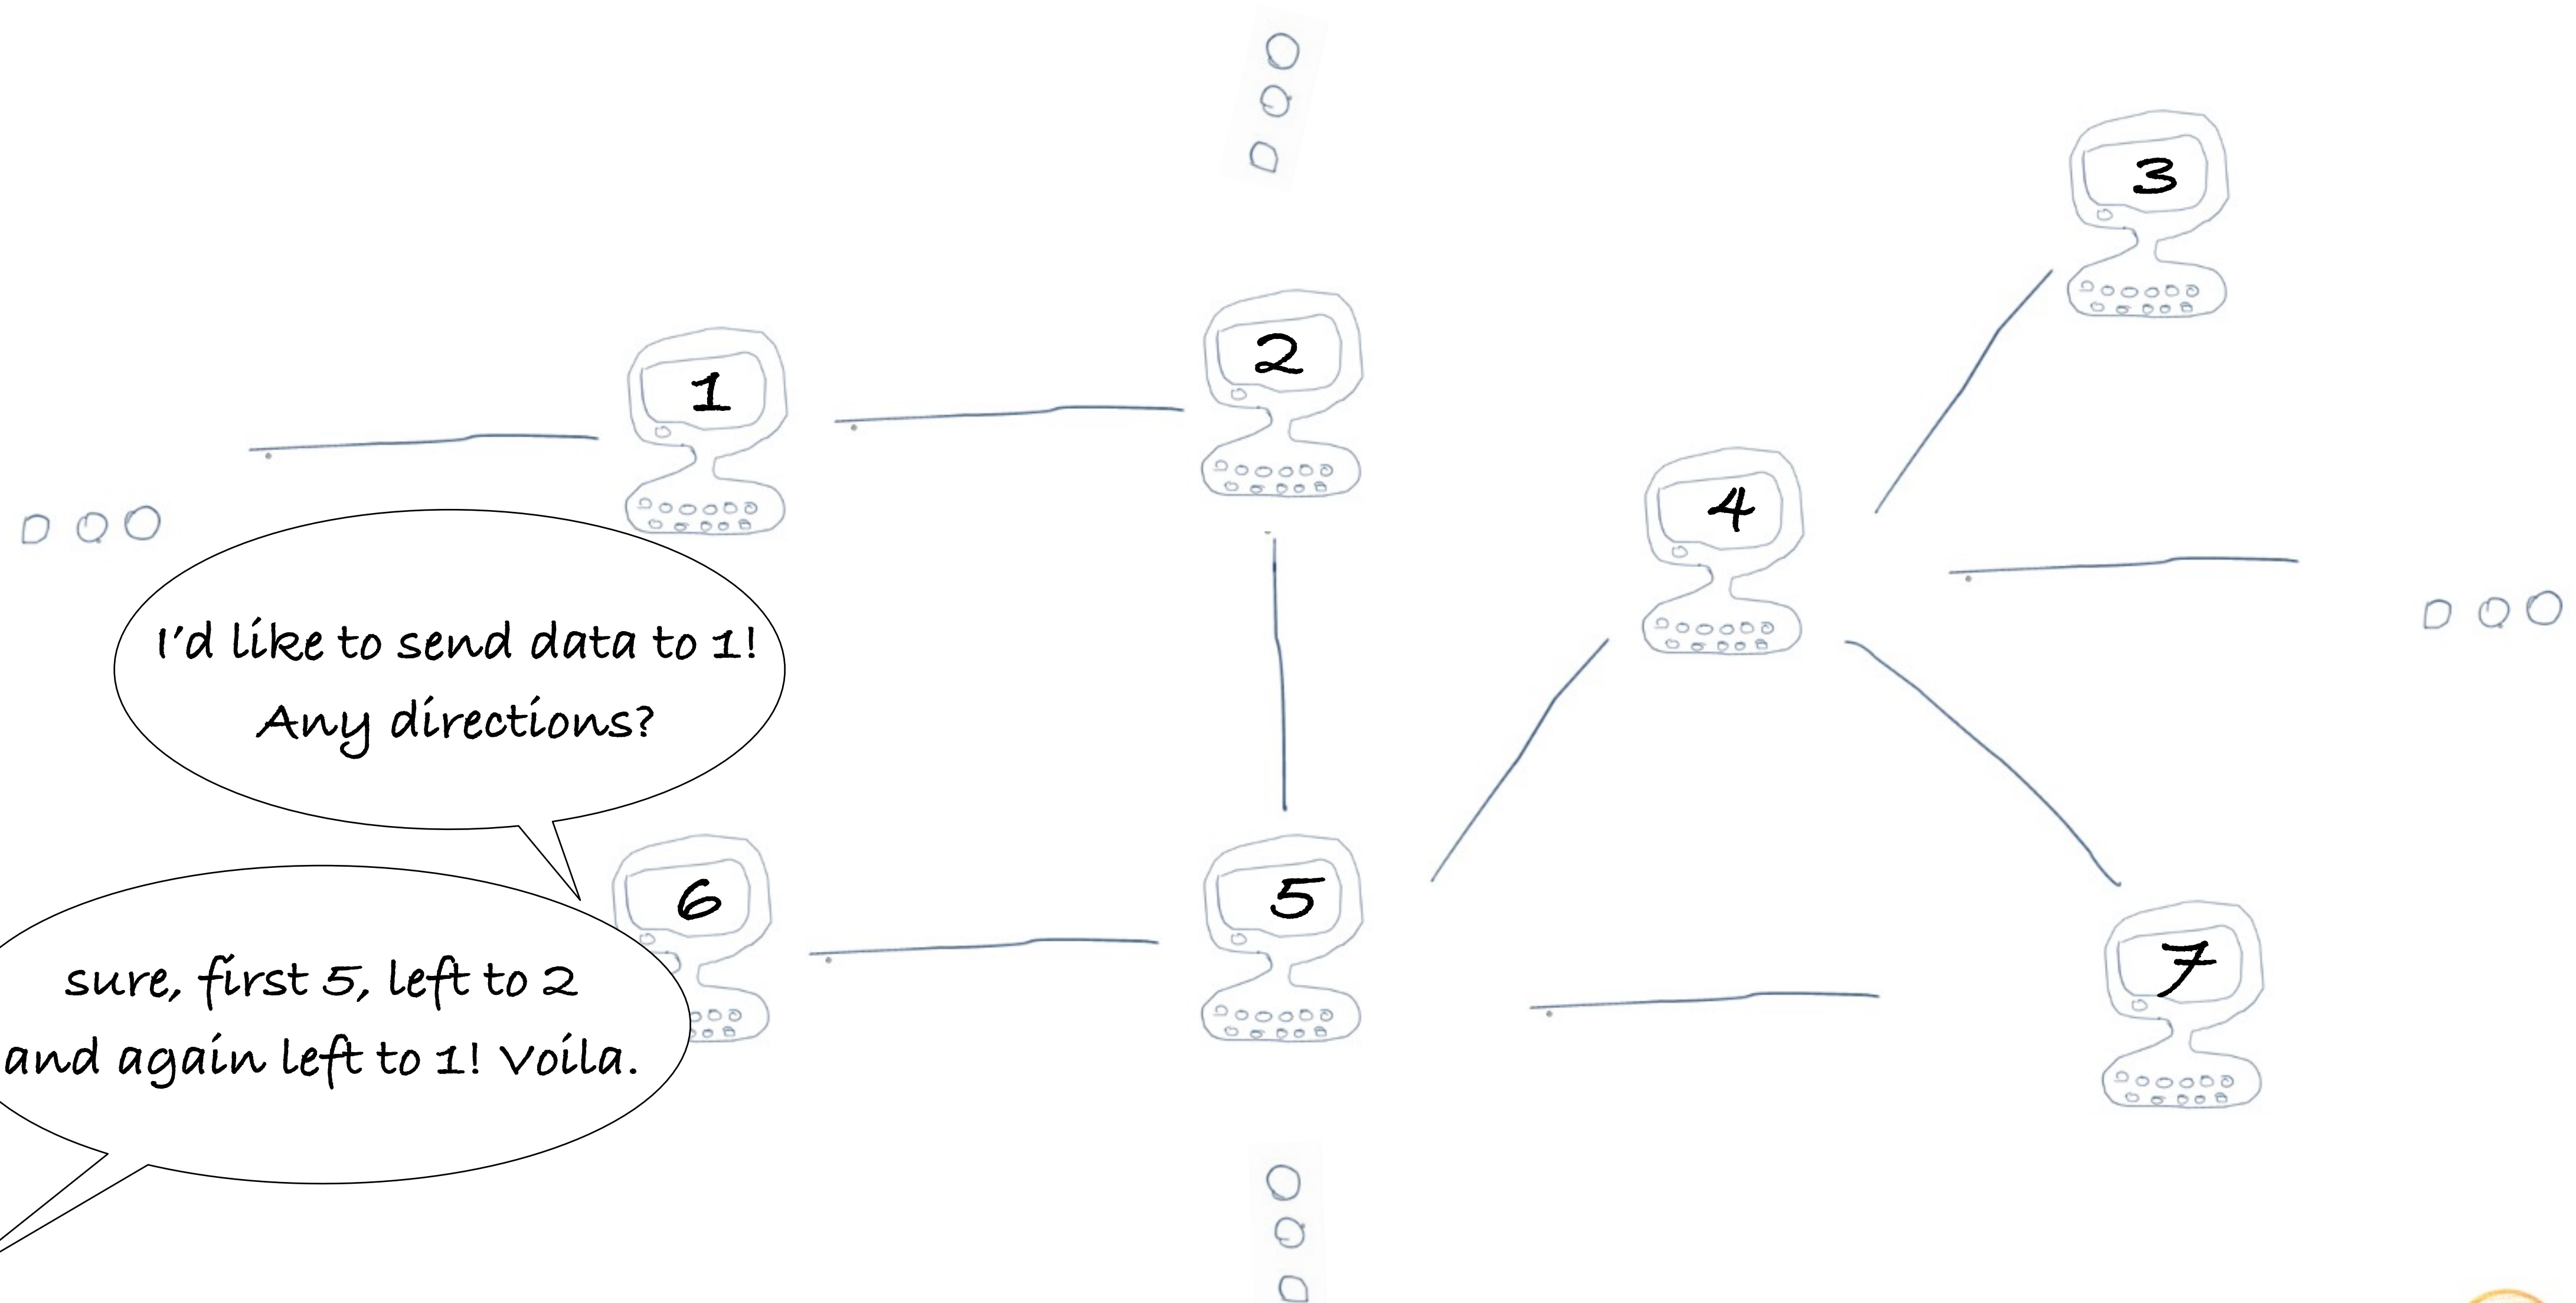 3
2
1
4
I'd like to send data to 1!
Any directions?
6
5
7
sure, first 5, left to 2
and again left to 1! Voila.